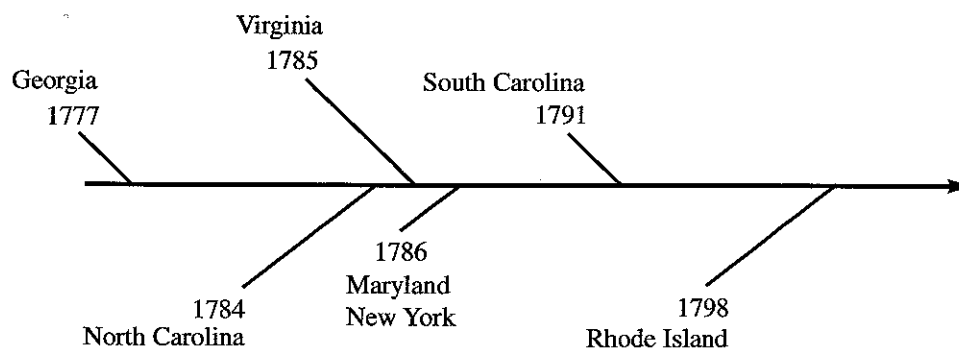 Virginia
1785
Georgia
1777
South Carolina
1791
1786
Maryland
New York
1784
North Carolina
1798
Rhode Island